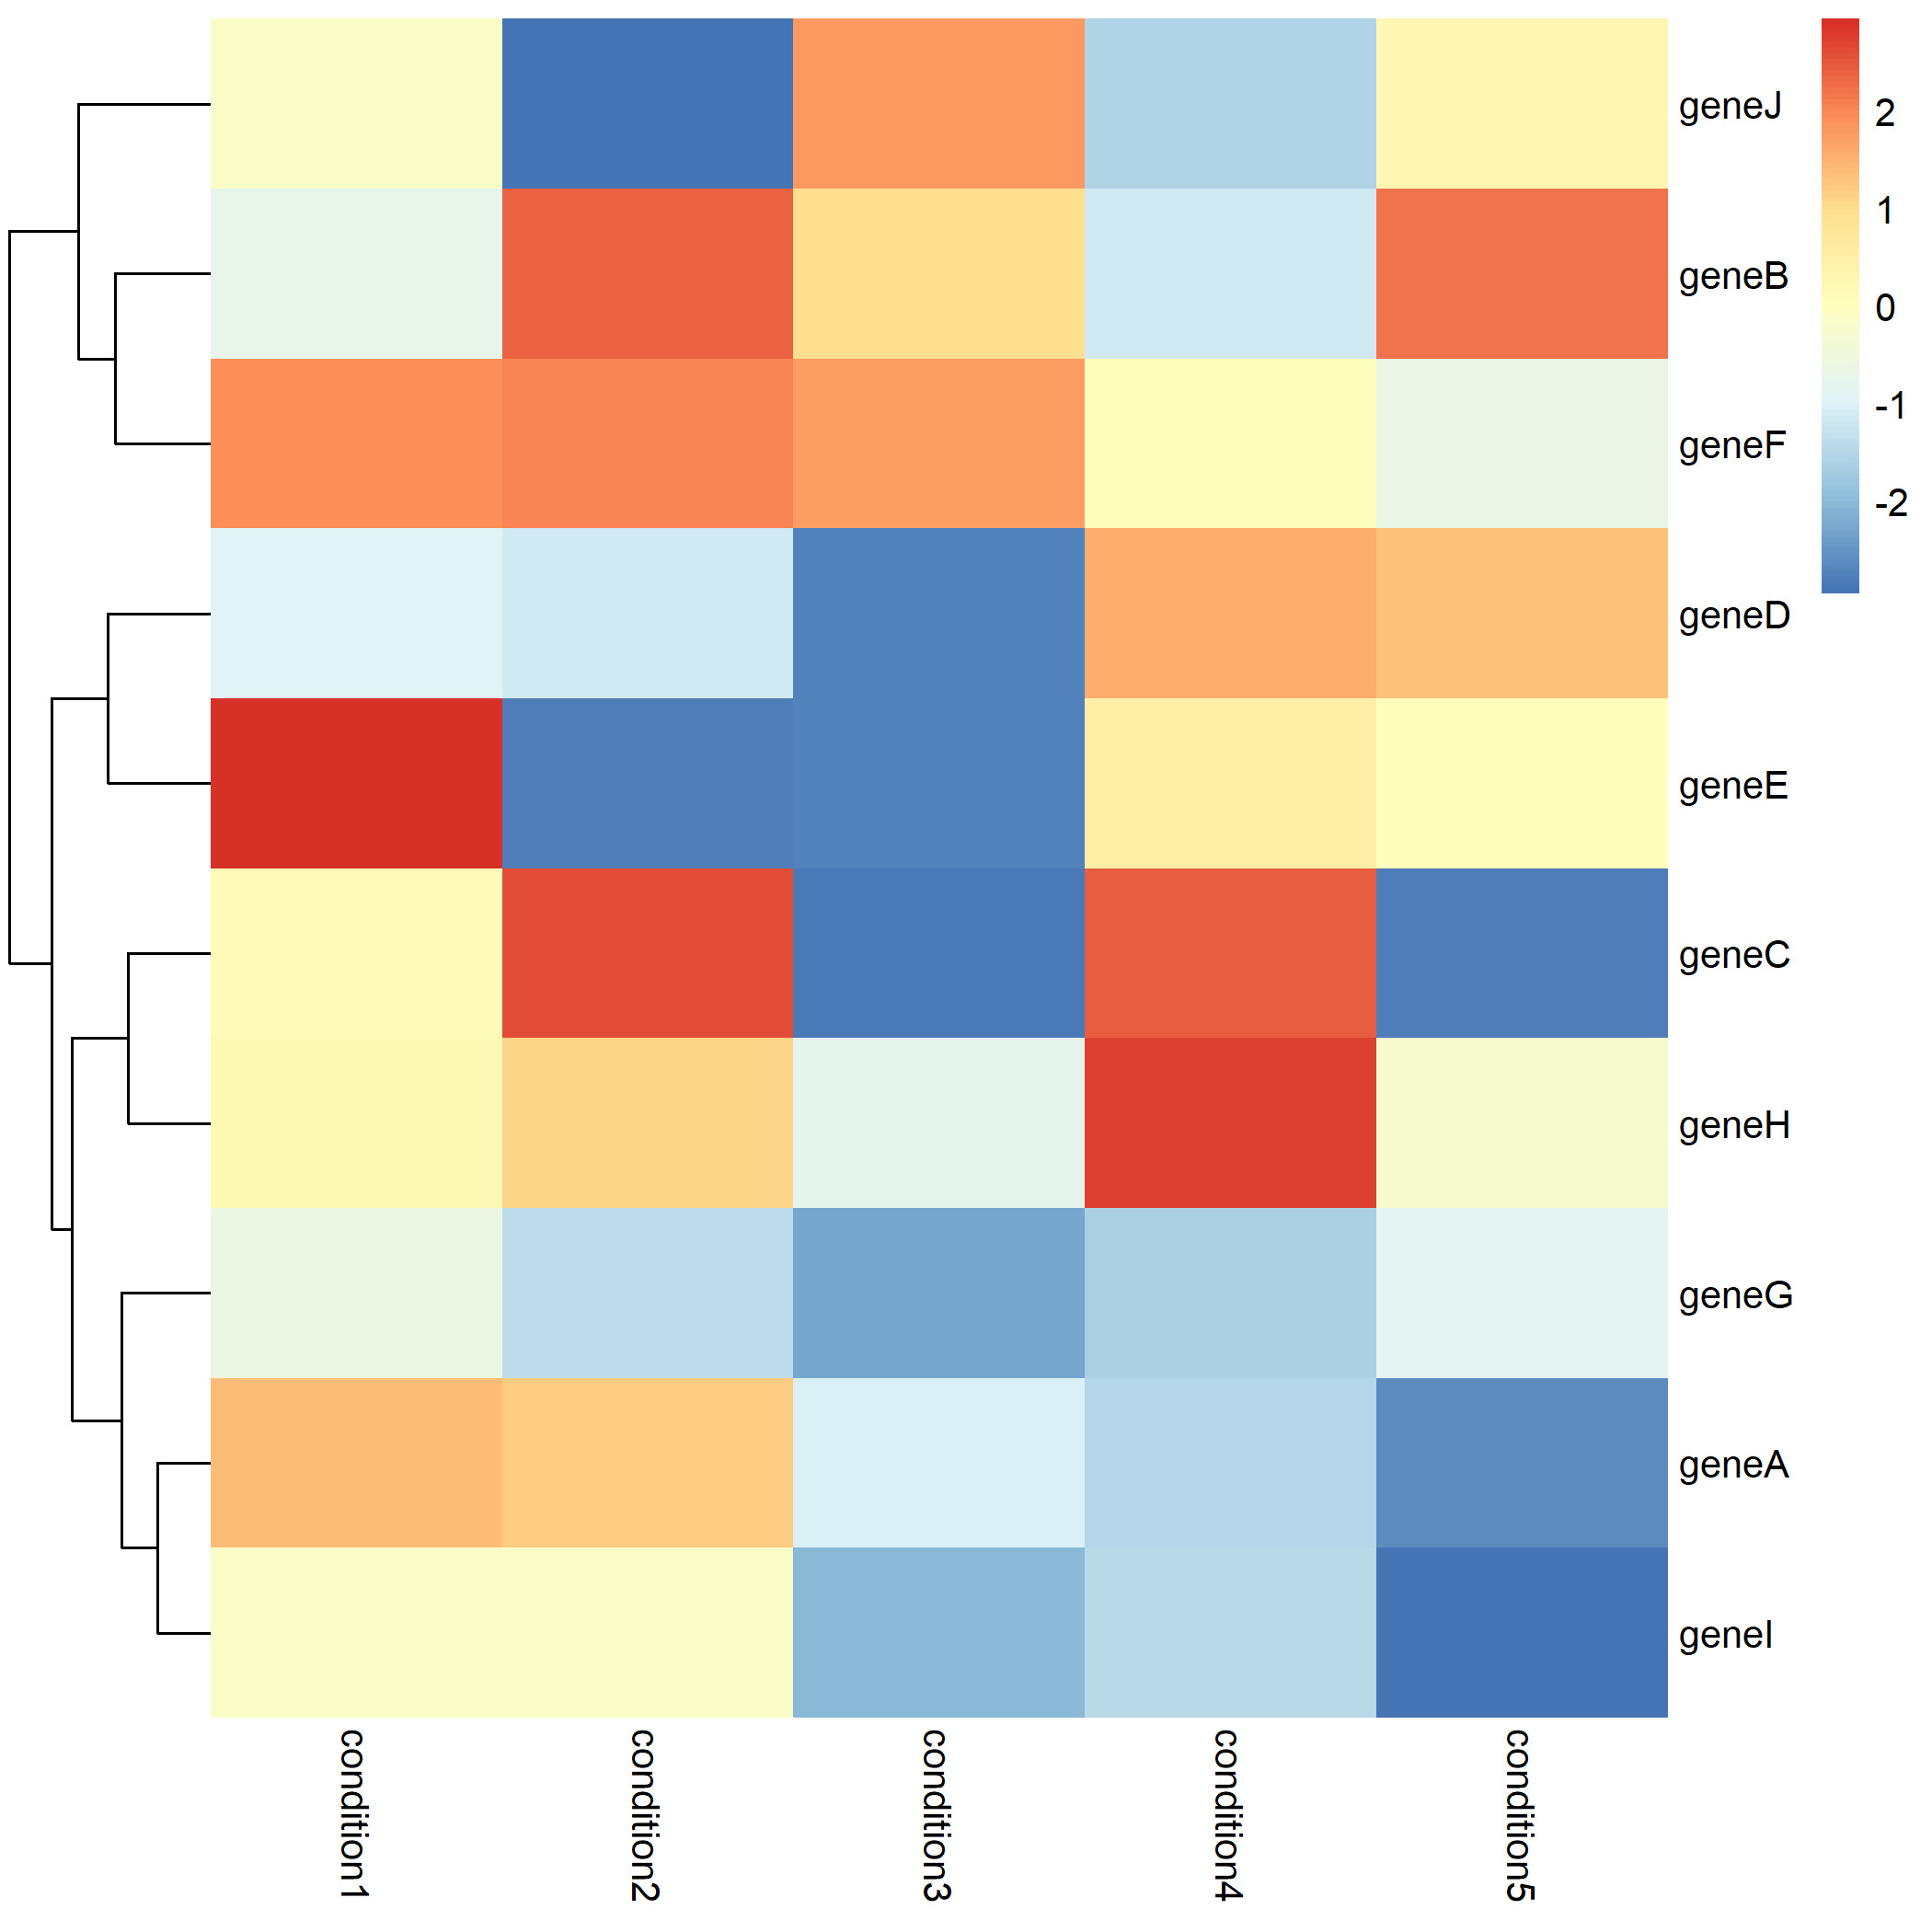 geneJ
geneB
geneF
geneD
geneE
geneC
geneH
geneG
geneA
geneI
2
1
0
-1
-2
condition1
condition2
condition3
condition4
condition5